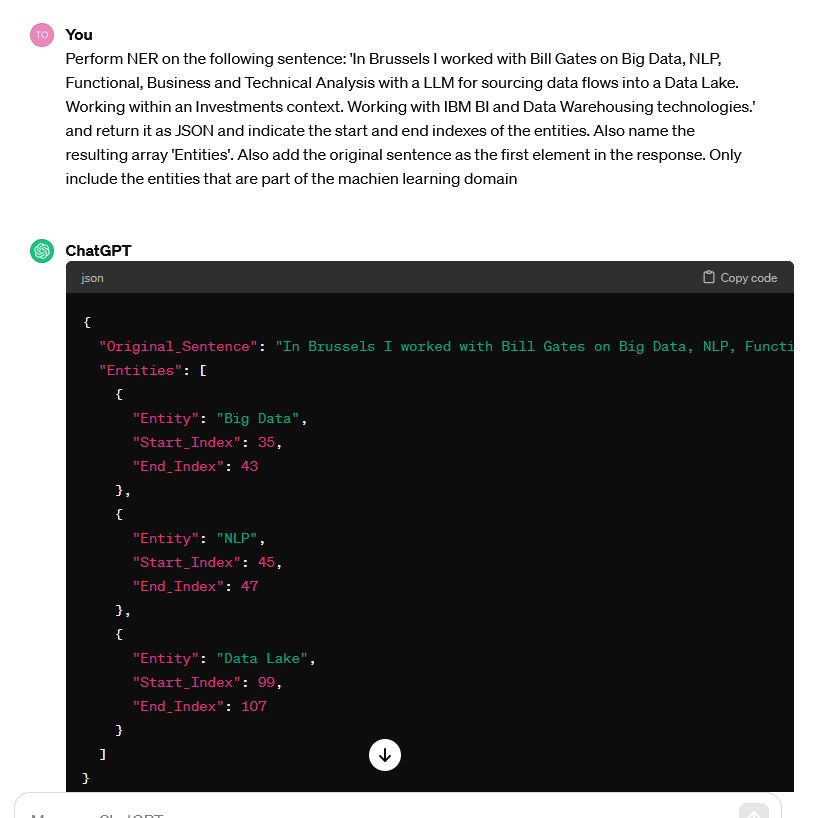 TO You
Perform NER on the following sentence: 'In Brussels I worked with Bill Gates on Big Data, NLP,
Functional, Business and Technical Analysis with a LLM for sourcing data flows into a Data Lake.
Working within an Investments context. Working with IBM BI and Data Warehousing technologies.'
and return it as JSON and indicate the start and end indexes of the entities. Also name the
resulting array 'Entities'. Also add the original sentence as the first element in the response. Only
include the entities that are part of the machien learning domain
ChatGPT
json Copy code
{
"Original_Sentence": "In Brussels I worked with Bill Gates on Big Data, NLP, Functi
"Entities": [
{
"Entity": "Big Data",
"Start_Index": 35,
"End_Index": 43
},
{
"Entity": "NLP",
"Start_Index": 45,
"End_Index": 47
},
{
"Entity": "Data Lake",
"Start_Index": 99,
"End_Index": 107
}
]
}